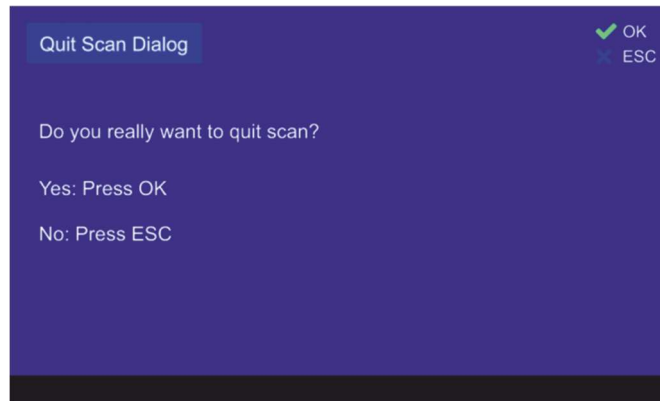 Quit Scan Dialog
OK
ESC
Do you really want to quit scan?
Yes: Press OK
No: Press ESC